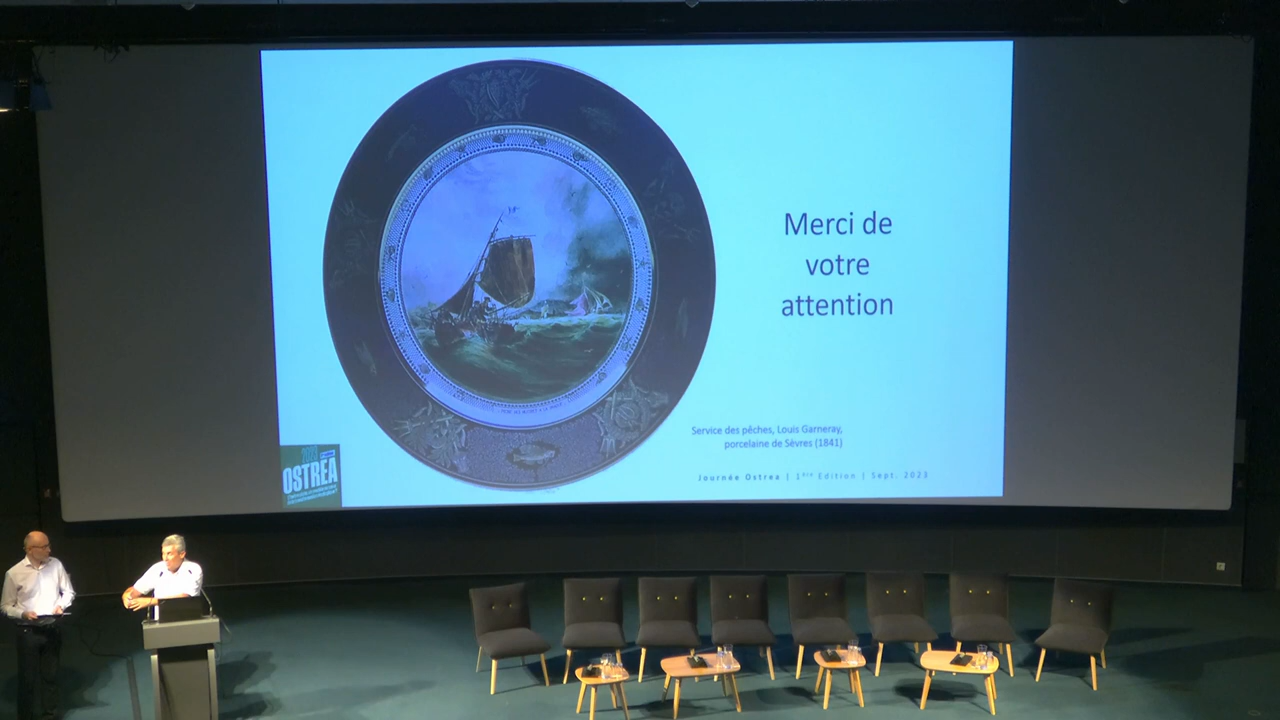 Merci de
votre
attention
Service des pêches, Louis Garneray,
porcelaine de Sèvres (1841)
Journée Ostrea | 1ère Edition | Sept. 2023
OSTREA